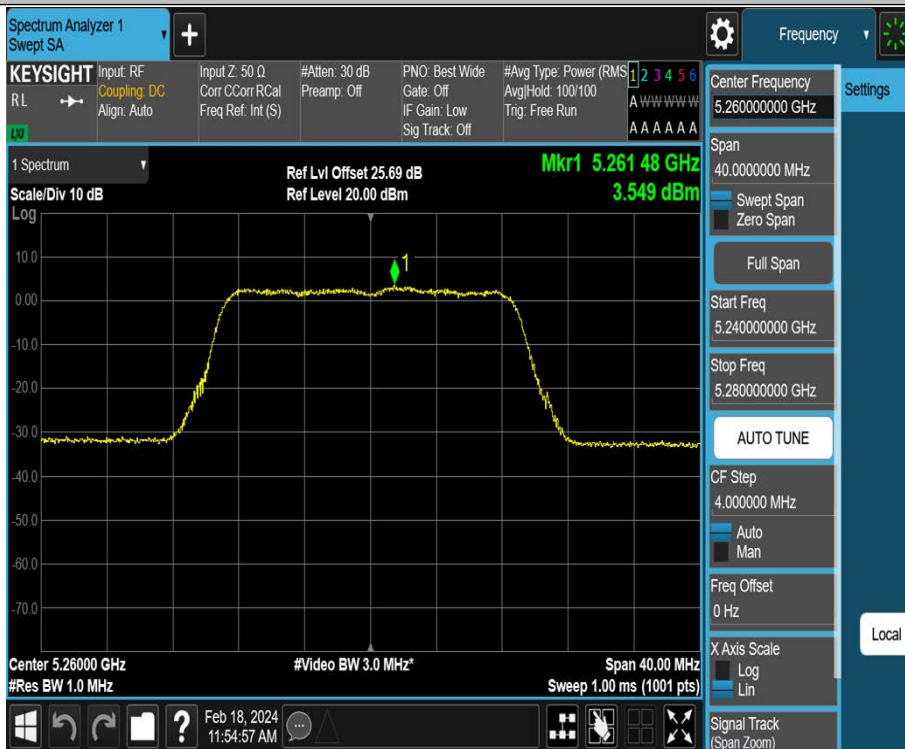 Spectrum Analyzer 1
Swept SA
+
Frequency
KEYSIGHT
R L
LXI
Input: RF
Coupling: DC
Align: Auto
Input Z: 50 Ω
Corr CCorr RCal
Freq Ref: Int (S)
#Atten: 30 dB
Preamp: Off
PNO: Best Wide
Gate: Off
IF Gain: Low
Sig Track: Off
#Avg Type: Power (RMS
Avg|Hold: 100/100
Trig: Free Run
1 2 3 4 5 6
A W W W W W
A A A A A A
1 Spectrum
Scale/Div 10 dB
Log
Ref Lvl Offset 25.69 dB
Ref Level 20.00 dBm
Mkr1 5.261 48 GHz
3.549 dBm
10.0
0.00
-10.0
-20.0
-30.0
-40.0
-50.0
-60.0
-70.0
1
Center 5.26000 GHz
#Res BW 1.0 MHz
#Video BW 3.0 MHz*
Span 40.00 MHz
Sweep 1.00 ms (1001 pts)
Center Frequency
5.260000000 GHz
Settings
Span
40.0000000 MHz
Swept Span
Zero Span
Full Span
Start Freq
5.240000000 GHz
Stop Freq
5.280000000 GHz
AUTO TUNE
CF Step
4.000000 MHz
Auto
Man
Freq Offset
0 Hz
Local
X Axis Scale
Log
Lin
Signal Track
(Span Zoom)
?
Feb 18, 2024
11:54:57 AM